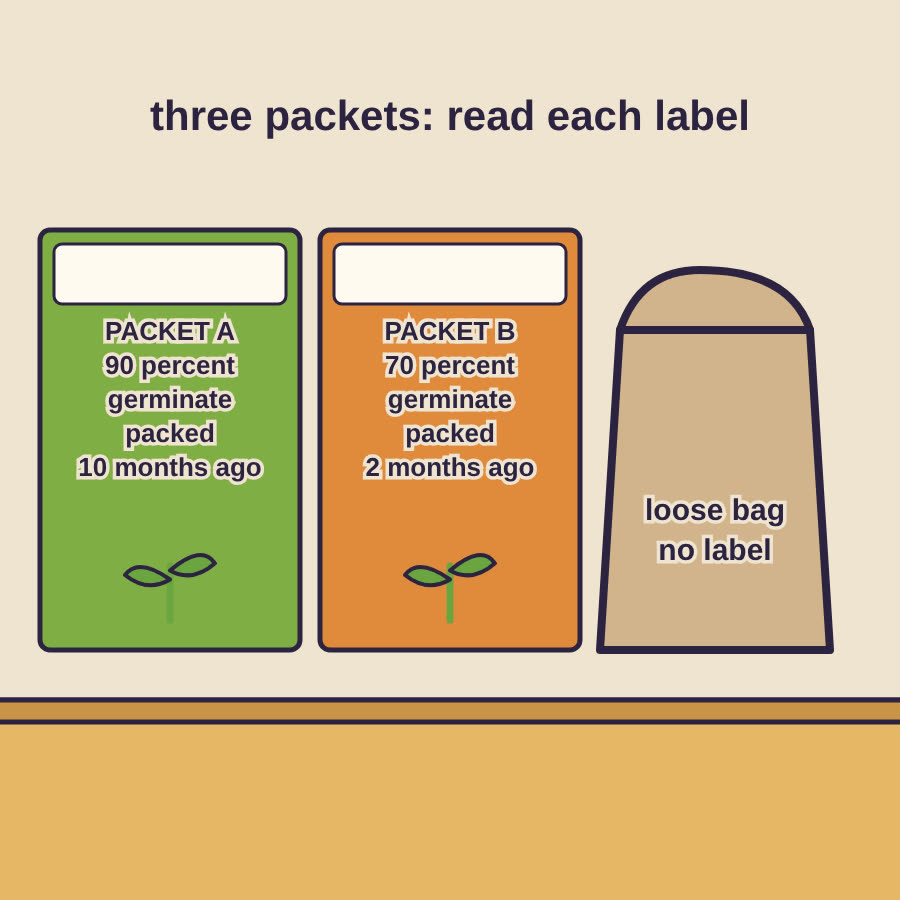 three packets: read each label
PACKET A
90 percent
germinate
packed
10 months ago
PACKET B
70 percent
germinate
packed
2 months ago
loose bag
no label